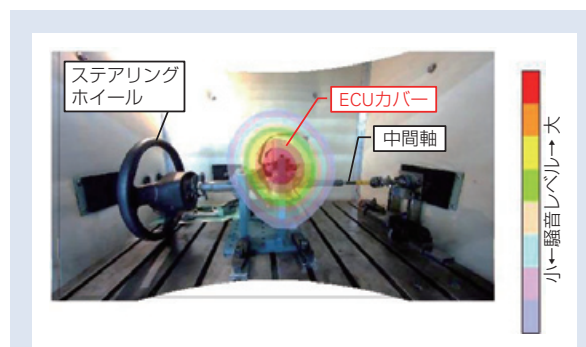 ステアリング
ホイール
ECUカバー
中間軸
小←騒音レベル→大